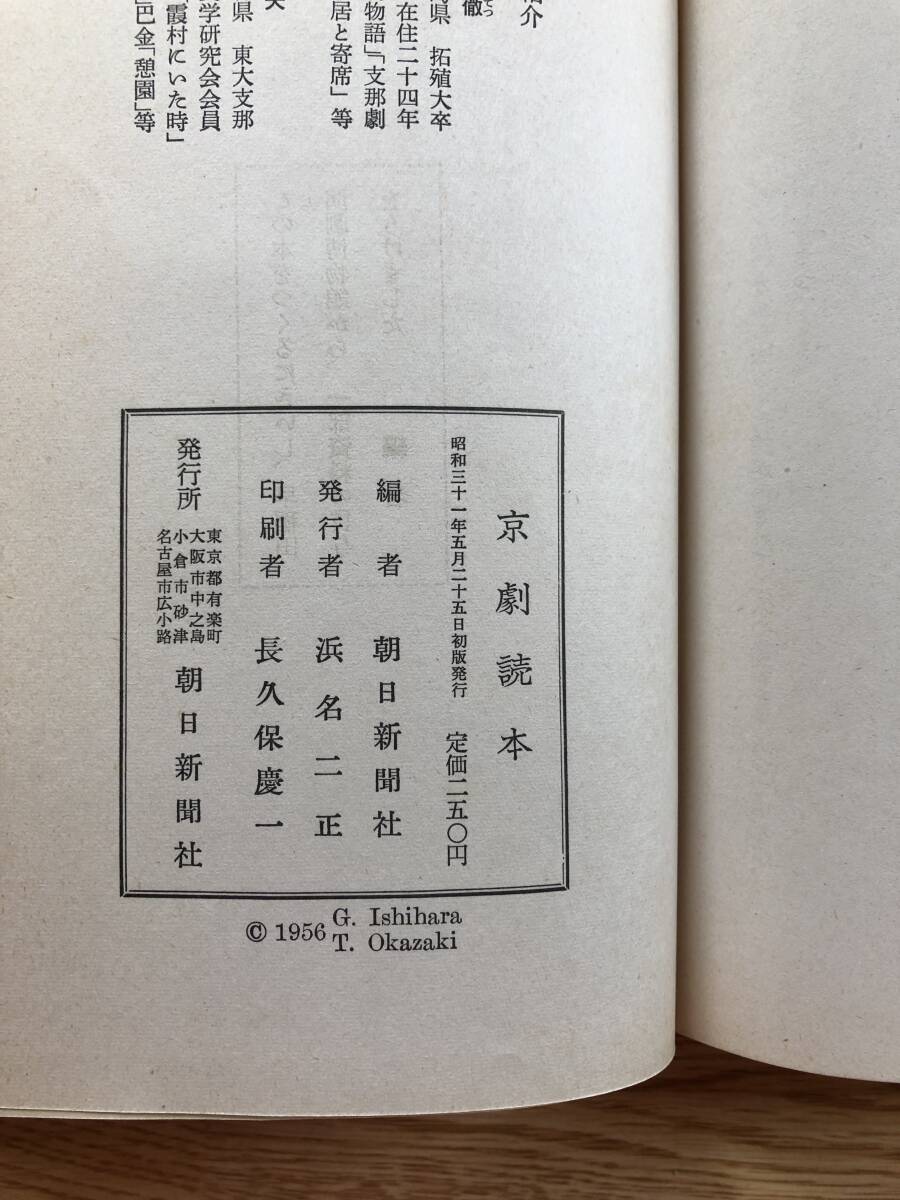 介
徹
県 拓殖大卒
在住二十四年
物語」「支那劇
居と寄席」等
県 東大支那
学研究会会員
霞村にいた時」
巴金「憩園」等
京劇読本
昭和三十一年五月二十五日初版発行 定価二五〇円
編者 朝日新聞社
発行者 浜名二正
印刷者 長久保慶一
発行所
東京都有楽町
大阪市中之島
小倉市砂津
名古屋市広小路
朝日新聞社
© 1956 G. Ishihara
T. Okazaki